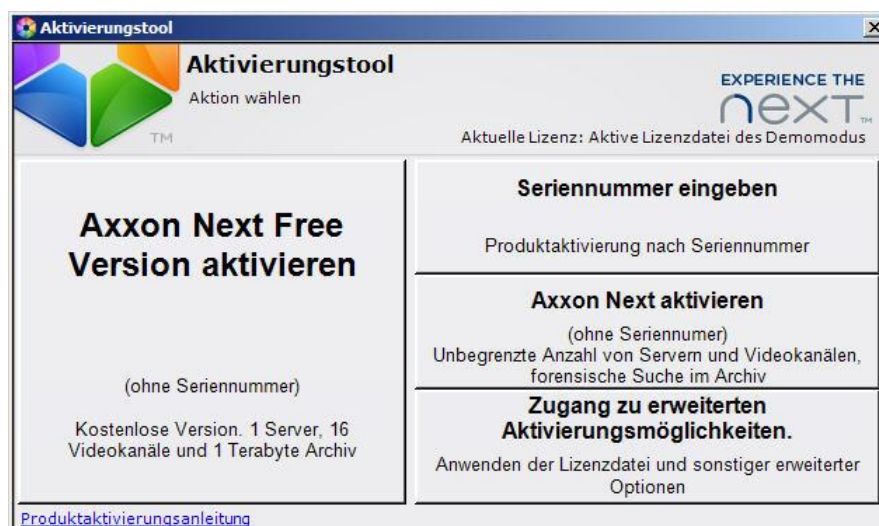 Aktivierungstool
Aktivierungstool
Aktion wählen
TM
EXPERIENCE THE
next™
Aktuelle Lizenz: Aktive Lizenzdatei des Demomodus
Axxon Next Free
Version aktivieren
(ohne Seriennummer)
Kostenlose Version. 1 Server, 16
Videokanäle und 1 Terabyte Archiv
Seriennummer eingeben
Produktaktivierung nach Seriennummer
Axxon Next aktivieren
(ohne Seriennumer)
Unbegrenzte Anzahl von Servern und Videokanälen,
forensische Suche im Archiv
Zugang zu erweiterten
Aktivierungsmöglichkeiten.
Anwenden der Lizenzdatei und sonstiger erweiterter
Optionen
Produktaktivierungsanleitung